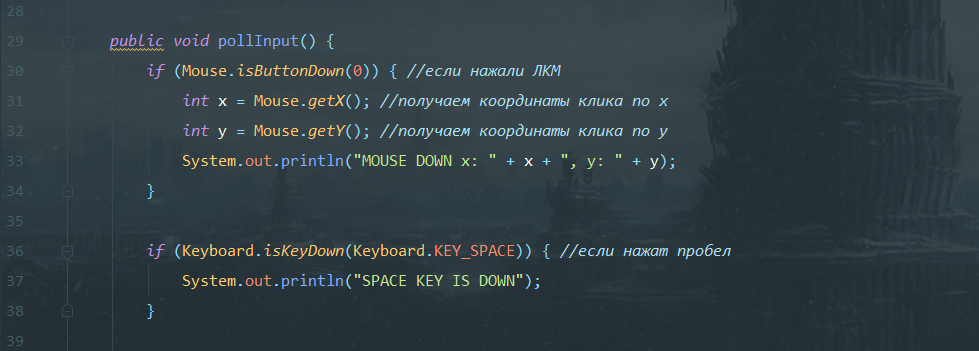 28
29 public void pollInput() {
30 if (Mouse.isButtonDown(0)) { //если нажали ЛКМ
31 int x = Mouse.getX(); //получаем координаты клика по x
32 int y = Mouse.getY(); //получаем координаты клика по y
33 System.out.println("MOUSE DOWN x: " + x + ", y: " + y);
34 }
35
36 if (Keyboard.isKeyDown(Keyboard.KEY_SPACE)) { //если нажат пробел
37 System.out.println("SPACE KEY IS DOWN");
38 }
39